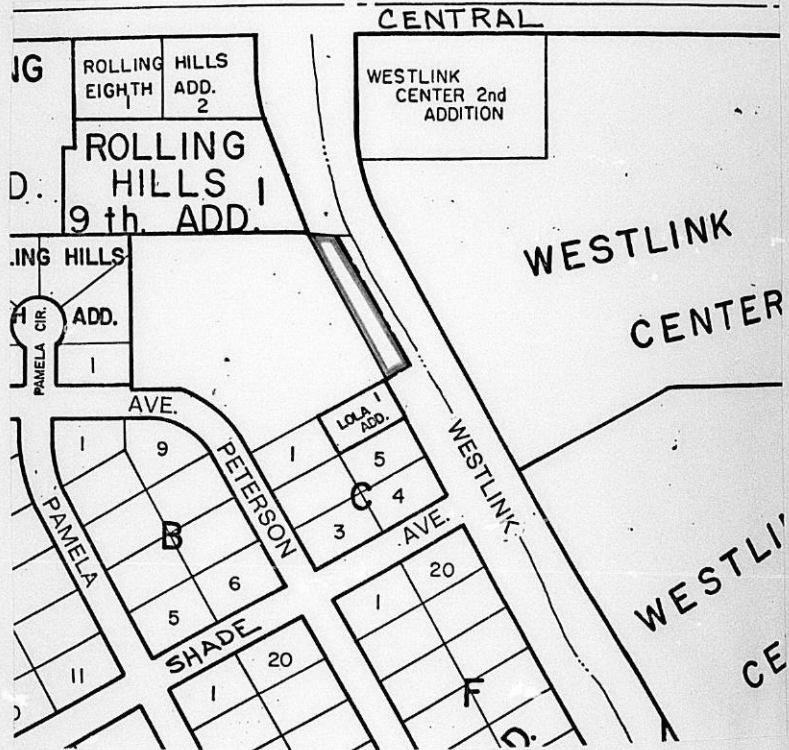 CENTRAL
NG
D.
ROLLING HILLS
EIGHTH ADD.
1 2
WESTLINK
CENTER 2nd
ADDITION
ROLLING
HILLS 1
9 th. ADD.
WESTLINK
CENTER
LING HILLS
H ADD.
PAMELA CIR.
1
AVE.
LOLA 1
ADD.
PETERSON
WESTLINK
1 9
B
5 6
PAMELA
11
1
5
C
4
3
AVE.
SHADE
1 20
1 20
F
D.
WESTLI
CE